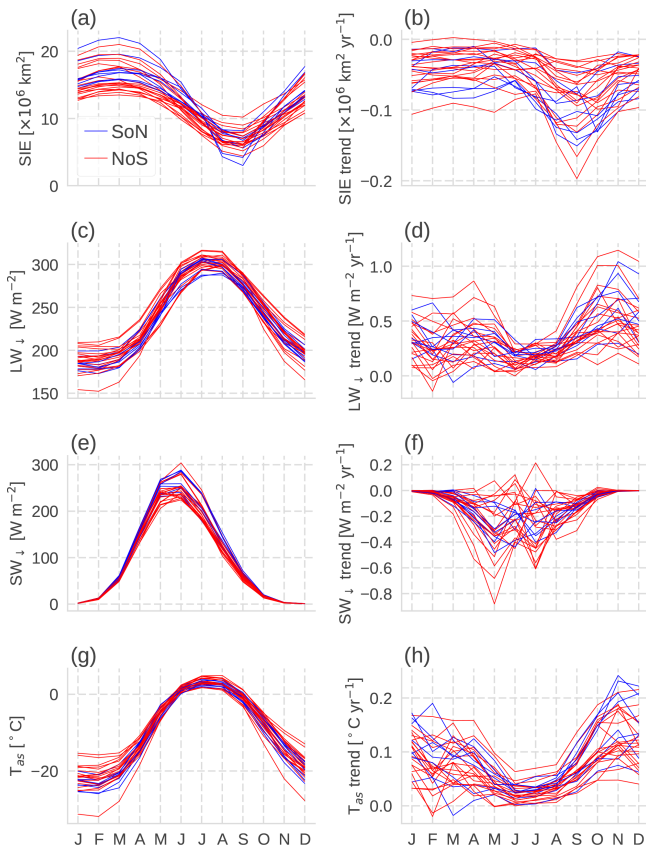 (a)
SIE [×10⁶ km²]
20
10
0
SoN
NoS
(b)
SIE trend [×10⁶ km² yr⁻¹]
0.0
−0.1
−0.2
(c)
LW↓ [W m⁻²]
300
250
200
150
(d)
LW↓ trend [W m⁻² yr⁻¹]
1.0
0.5
0.0
(e)
SW↓ [W m⁻²]
300
200
100
0
(f)
SW↓ trend [W m⁻² yr⁻¹]
0.2
0.0
−0.2
−0.4
−0.6
−0.8
(g)
T_as [°C]
0
−20
J F M A M J J A S O N D
(h)
T_as trend [°C yr⁻¹]
0.2
0.1
0.0
J F M A M J J A S O N D